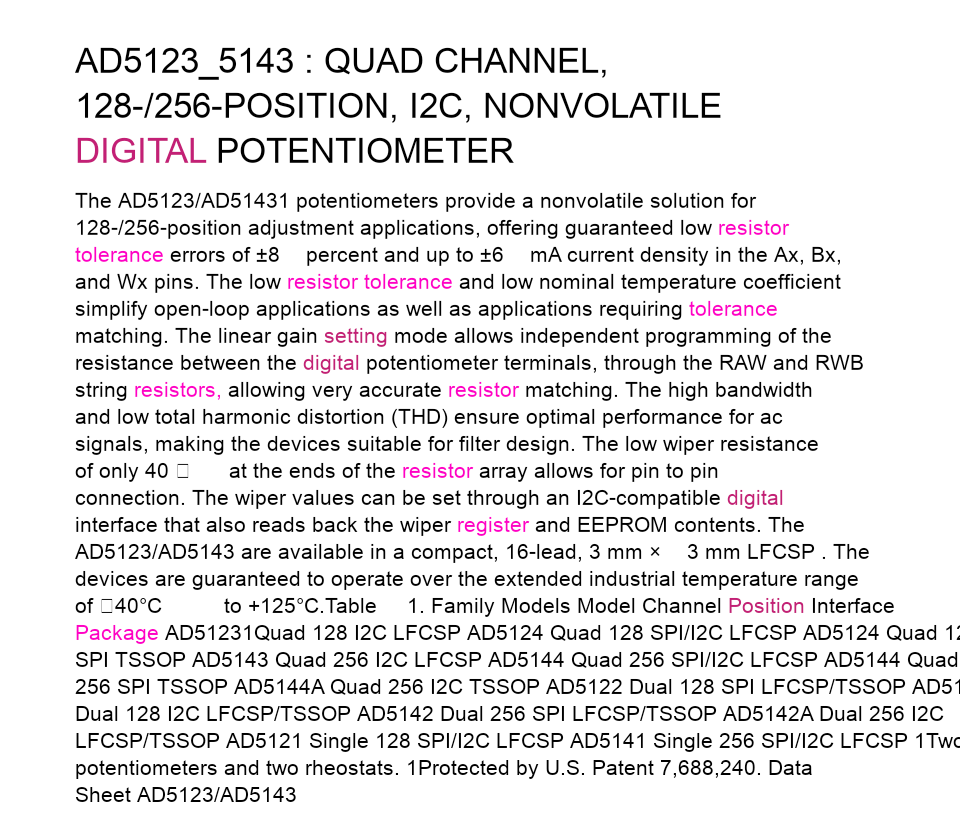 AD5123_5143 : QUAD CHANNEL,
128-/256-POSITION, I2C, NONVOLATILE
DIGITAL POTENTIOMETER
The AD5123/AD51431 potentiometers provide a nonvolatile solution for
128-/256-position adjustment applications, offering guaranteed low resistor
tolerance errors of ±8 percent and up to ±6 mA current density in the Ax, Bx,
and Wx pins. The low resistor tolerance and low nominal temperature coefficient
simplify open-loop applications as well as applications requiring tolerance
matching. The linear gain setting mode allows independent programming of the
resistance between the digital potentiometer terminals, through the RAW and RWB
string resistors, allowing very accurate resistor matching. The high bandwidth
and low total harmonic distortion (THD) ensure optimal performance for ac
signals, making the devices suitable for filter design. The low wiper resistance
of only 40 □ at the ends of the resistor array allows for pin to pin
connection. The wiper values can be set through an I2C-compatible digital
interface that also reads back the wiper register and EEPROM contents. The
AD5123/AD5143 are available in a compact, 16-lead, 3 mm × 3 mm LFCSP . The
devices are guaranteed to operate over the extended industrial temperature range
of □40°C to +125°C.Table 1. Family Models Model Channel Position Interface
Package AD51231Quad 128 I2C LFCSP AD5124 Quad 128 SPI/I2C LFCSP AD5124 Quad 12
SPI TSSOP AD5143 Quad 256 I2C LFCSP AD5144 Quad 256 SPI/I2C LFCSP AD5144 Quad
256 SPI TSSOP AD5144A Quad 256 I2C TSSOP AD5122 Dual 128 SPI LFCSP/TSSOP AD51
Dual 128 I2C LFCSP/TSSOP AD5142 Dual 256 SPI LFCSP/TSSOP AD5142A Dual 256 I2C
LFCSP/TSSOP AD5121 Single 128 SPI/I2C LFCSP AD5141 Single 256 SPI/I2C LFCSP 1Two
potentiometers and two rheostats. 1Protected by U.S. Patent 7,688,240. Data
Sheet AD5123/AD5143